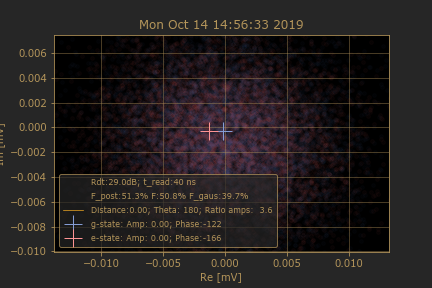 Mon Oct 14 14:56:33 2019
0.006
0.004
0.002
0.000
−0.002
−0.004
−0.006
−0.008
−0.010
Im [mV]
Rdt:29.0dB; t_read:40 ns
F_post:51.3% F:50.8% F_gaus:39.7%
Distance:0.00; Theta: 180; Ratio amps: 3.6
g-state: Amp: 0.00; Phase:-122
e-state: Amp: 0.00; Phase:-166
−0.010 −0.005 0.000 0.005 0.010
Re [mV]